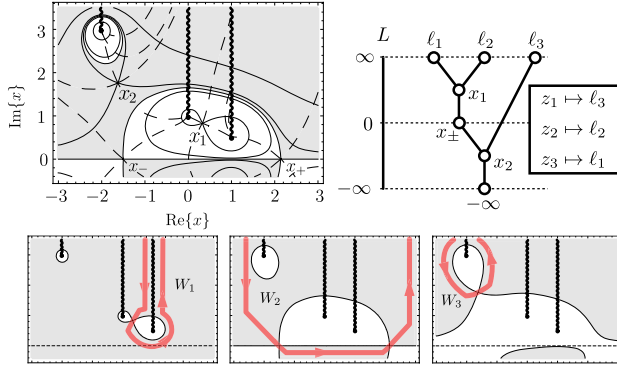 3
2
1
0
−3
−2
−1
0
1
2
3
Im{x}
Re{x}
x₂
x₁
x₋
x₊
L
ℓ₁
ℓ₂
ℓ₃
∞
0
−∞
x₁
x±
x₂
−∞
z₁ ↦ ℓ₃
z₂ ↦ ℓ₂
z₃ ↦ ℓ₁
W₁
W₂
W₃